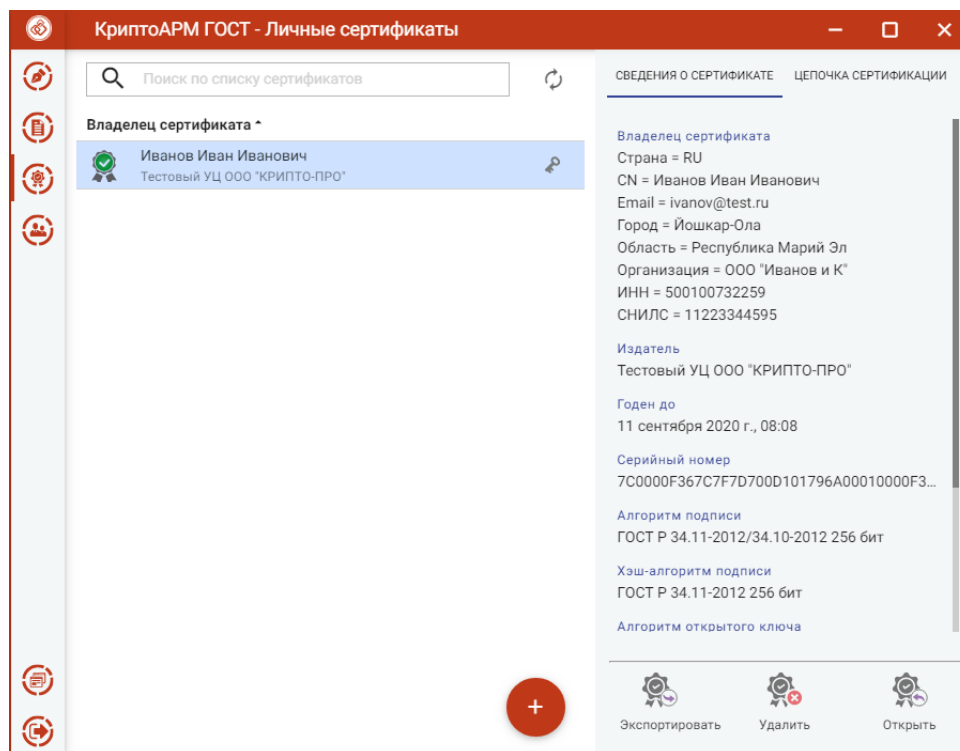 КриптоАРМ ГОСТ - Личные сертификаты
Поиск по списку сертификатов
Владелец сертификата
Иванов Иван Иванович
Тестовый УЦ ООО "КРИПТО-ПРО"
СВЕДЕНИЯ О СЕРТИФИКАТЕ
ЦЕПОЧКА СЕРТИФИКАЦИИ
Владелец сертификата
Страна = RU
CN = Иванов Иван Иванович
Email = ivanov@test.ru
Город = Йошкар-Ола
Область = Республика Марий Эл
Организация = ООО "Иванов и К"
ИНН = 500100732259
СНИЛС = 11223344595
Издатель
Тестовый УЦ ООО "КРИПТО-ПРО"
Годен до
11 сентября 2020 г., 08:08
Серийный номер
7C0000F367C7F7D700D101796A00010000F3...
Алгоритм подписи
ГОСТ Р 34.11-2012/34.10-2012 256 бит
Хэш-алгоритм подписи
ГОСТ Р 34.11-2012 256 бит
Алгоритм открытого ключа
Экспортировать
Удалить
Открыть